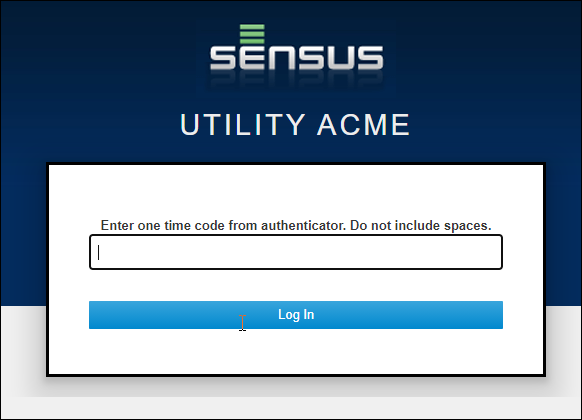 SENSUS
UTILITY ACME
Enter one time code from authenticator. Do not include spaces.
Log In